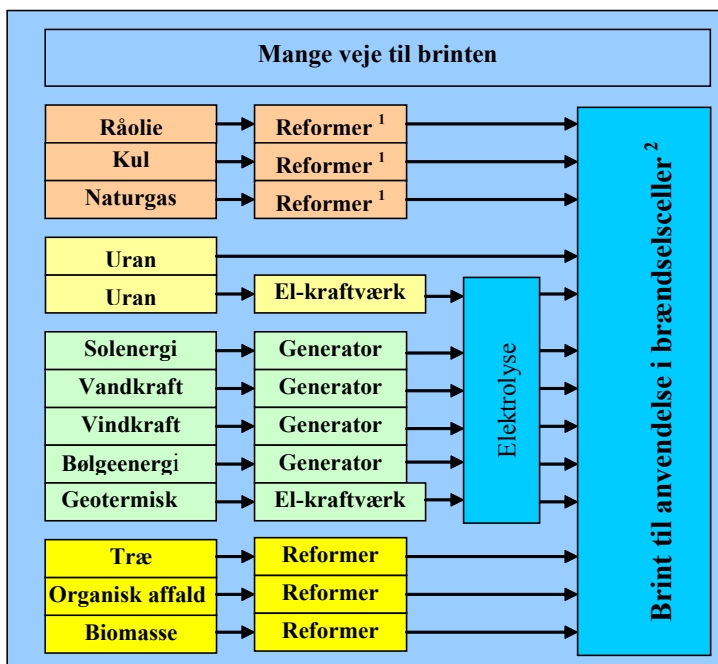 Mange veje til brinten
Råolie Reformer ¹
Kul Reformer ¹
Naturgas Reformer ¹
Uran
Uran El-kraftværk
Solenergi Generator
Vandkraft Generator
Vindkraft Generator
Bølgeenergi Generator
Geotermisk El-kraftværk
Elektrolyse
Træ Reformer
Organisk affald Reformer
Biomasse Reformer
Brint til anvendelse i brændselsceller ²